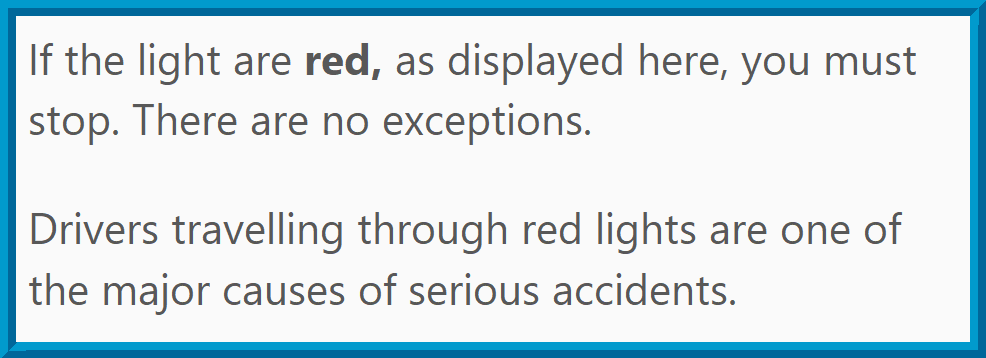 If the light are red, as displayed here, you must
stop. There are no exceptions.
Drivers travelling through red lights are one of
the major causes of serious accidents.